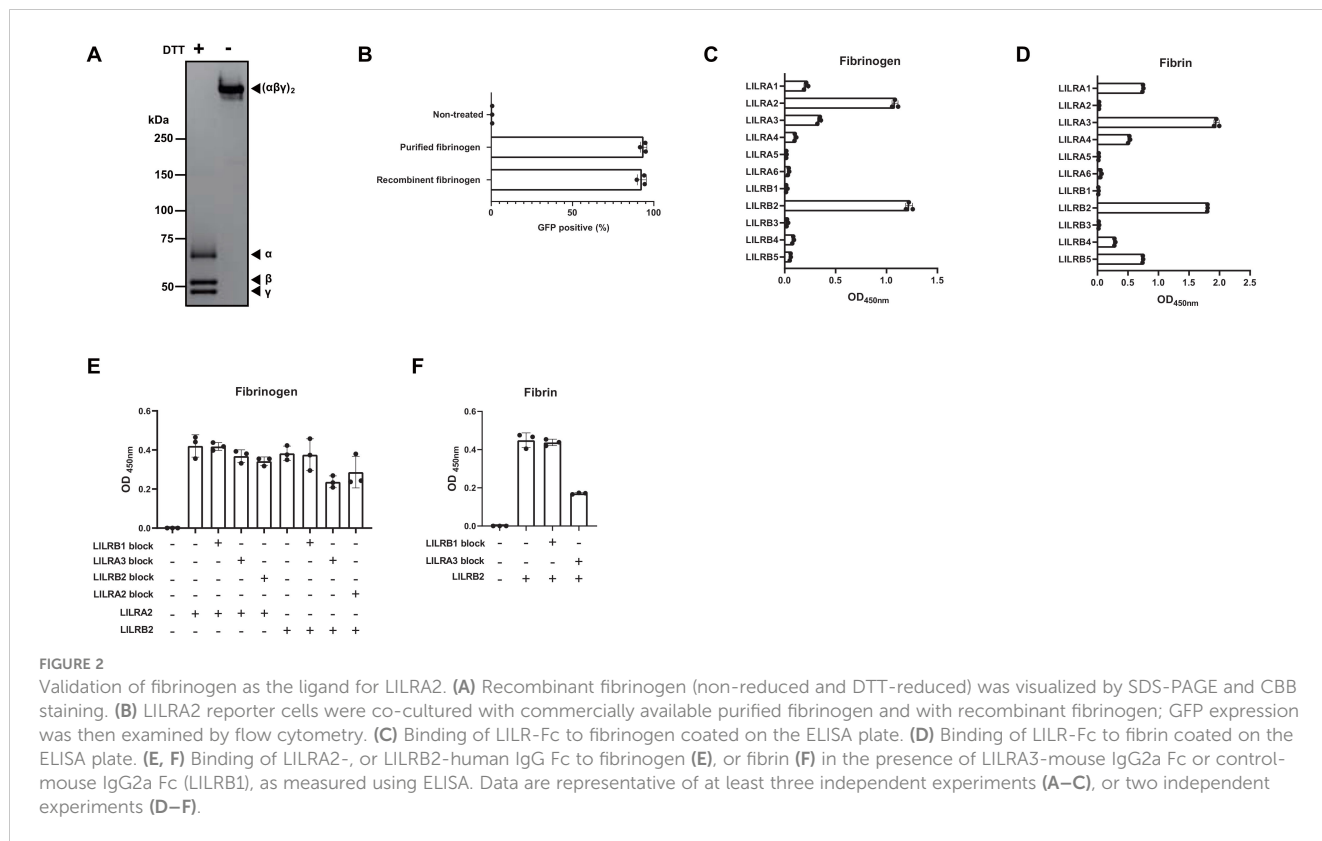 A
DTT + -
(αβγ)₂
kDa
250
150
100
75
50
α
β
γ
B
Non-treated
Purified fibrinogen
Recombinent fibrinogen
0 50 100
GFP positive (%)
C
Fibrinogen
LILRA1
LILRA2
LILRA3
LILRA4
LILRA5
LILRA6
LILRB1
LILRB2
LILRB3
LILRB4
LILRB5
0.0 0.5 1.0 1.5
OD450nm
D
Fibrin
LILRA1
LILRA2
LILRA3
LILRA4
LILRA5
LILRA6
LILRB1
LILRB2
LILRB3
LILRB4
LILRB5
0.0 0.5 1.0 1.5 2.0 2.5
OD450nm
E
Fibrinogen
0.6
0.4
0.2
0.0
OD 450nm
LILRB1 block - - + - - - + - -
LILRA3 block - - - + - - - + -
LILRB2 block - - - - + - - - -
LILRA2 block - - - - - - - - +
LILRA2 - + + + + - - - -
LILRB2 - - - - - + + + +
F
Fibrin
0.6
0.4
0.2
0.0
OD 450nm
LILRB1 block - - + -
LILRA3 block - - - +
LILRB2 - + + +
FIGURE 2
Validation of fibrinogen as the ligand for LILRA2. (A) Recombinant fibrinogen (non-reduced and DTT-reduced) was visualized by SDS-PAGE and CBB
staining. (B) LILRA2 reporter cells were co-cultured with commercially available purified fibrinogen and with recombinant fibrinogen; GFP expression
was then examined by flow cytometry. (C) Binding of LILR-Fc to fibrinogen coated on the ELISA plate. (D) Binding of LILR-Fc to fibrin coated on the
ELISA plate. (E, F) Binding of LILRA2-, or LILRB2-human IgG Fc to fibrinogen (E), or fibrin (F) in the presence of LILRA3-mouse IgG2a Fc or control-
mouse IgG2a Fc (LILRB1), as measured using ELISA. Data are representative of at least three independent experiments (A–C), or two independent
experiments (D–F).